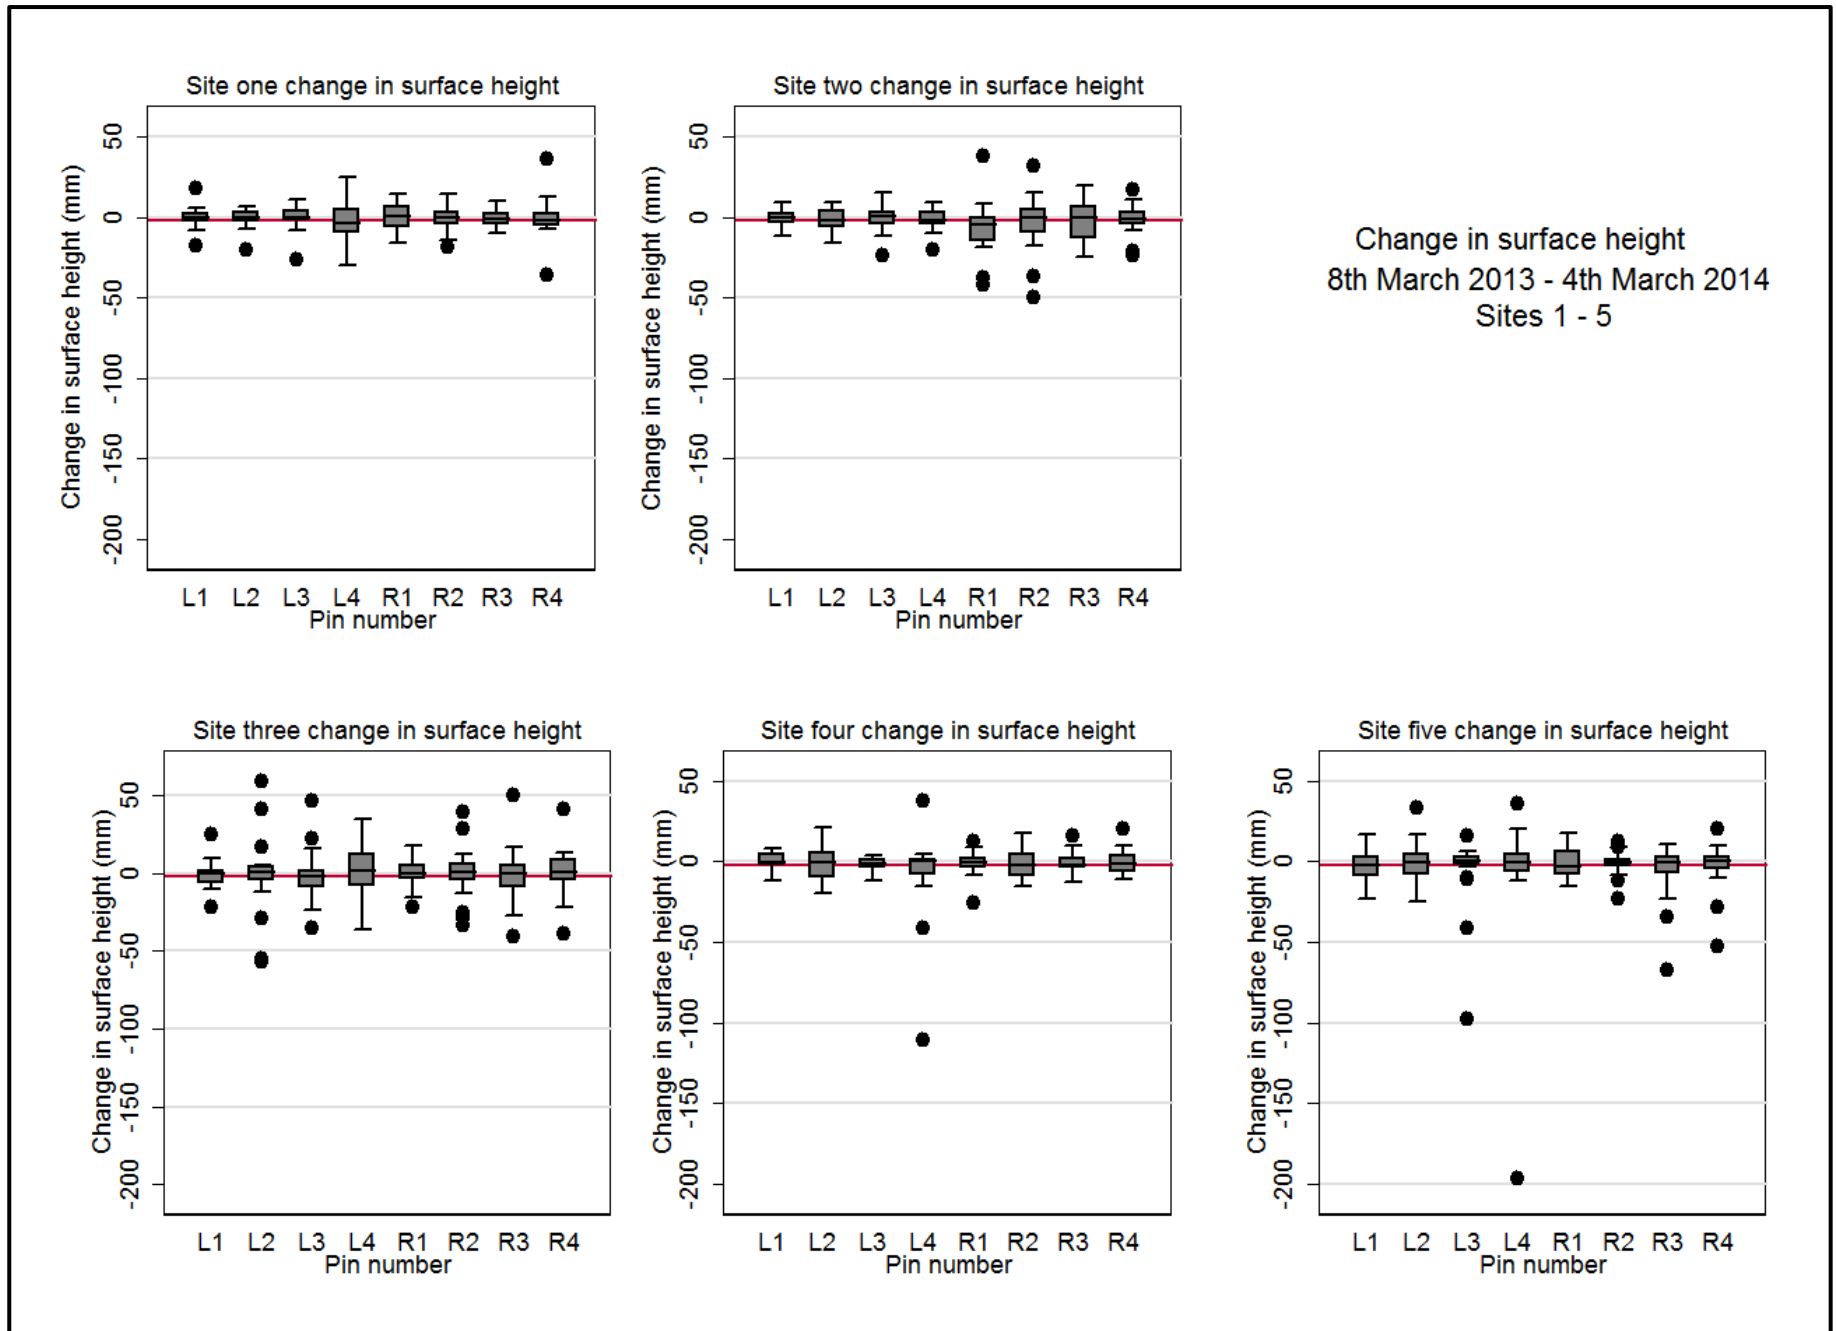 Site one change in surface height
Change in surface height (mm)
50
0
-50
-100
-150
-200
L1 L2 L3 L4 R1 R2 R3 R4
Pin number
Site two change in surface height
Change in surface height (mm)
50
0
-50
-100
-150
-200
L1 L2 L3 L4 R1 R2 R3 R4
Pin number
Change in surface height
8th March 2013 - 4th March 2014
Sites 1 - 5
Site three change in surface height
Change in surface height (mm)
50
0
-50
-100
-150
-200
L1 L2 L3 L4 R1 R2 R3 R4
Pin number
Site four change in surface height
Change in surface height (mm)
50
0
-50
-100
-150
-200
L1 L2 L3 L4 R1 R2 R3 R4
Pin number
Site five change in surface height
Change in surface height (mm)
50
0
-50
-100
-150
-200
L1 L2 L3 L4 R1 R2 R3 R4
Pin number